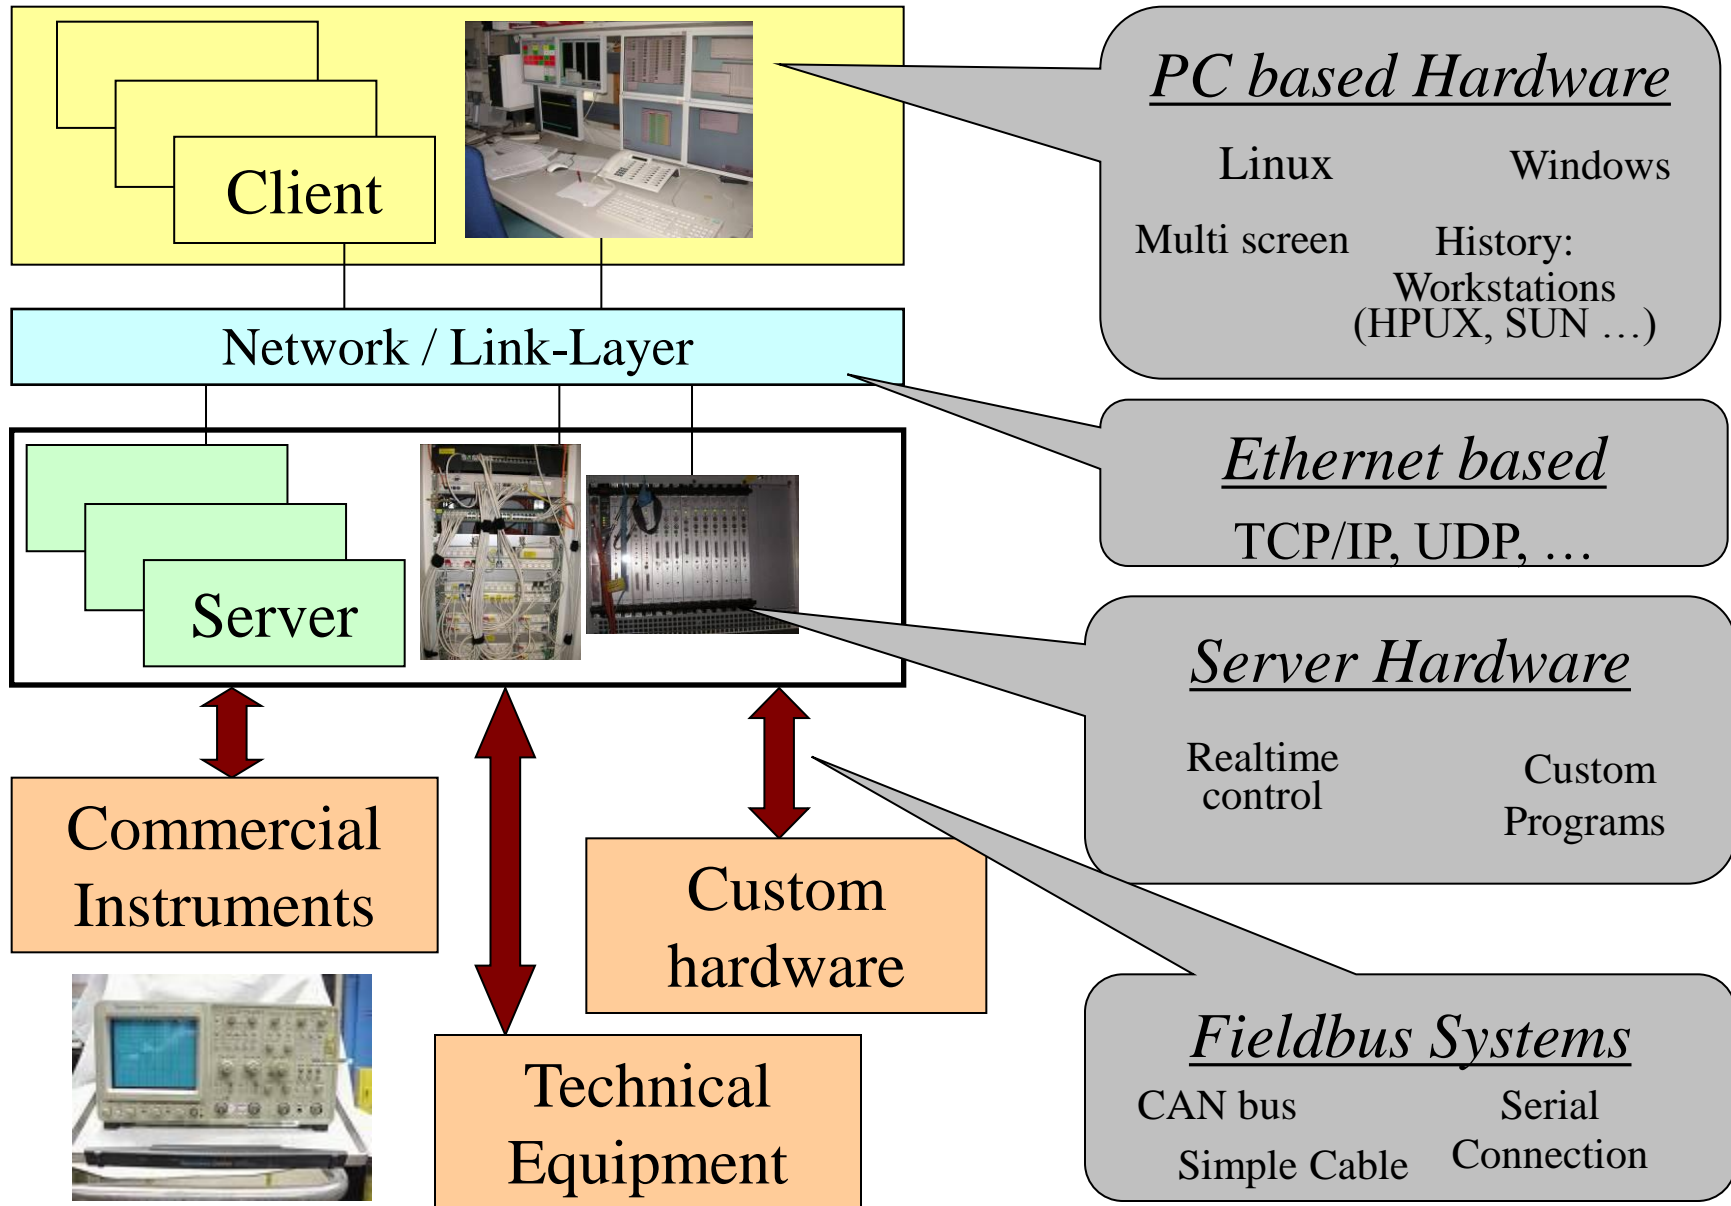 Client
Network / Link-Layer
Server
Commercial
Instruments
Custom
hardware
Technical
Equipment
PC based Hardware
Linux
Windows
Multi screen
History:
Workstations
(HPUX, SUN …)
Ethernet based
TCP/IP, UDP, …
Server Hardware
Realtime
control
Custom
Programs
Fieldbus Systems
CAN bus
Serial
Connection
Simple Cable